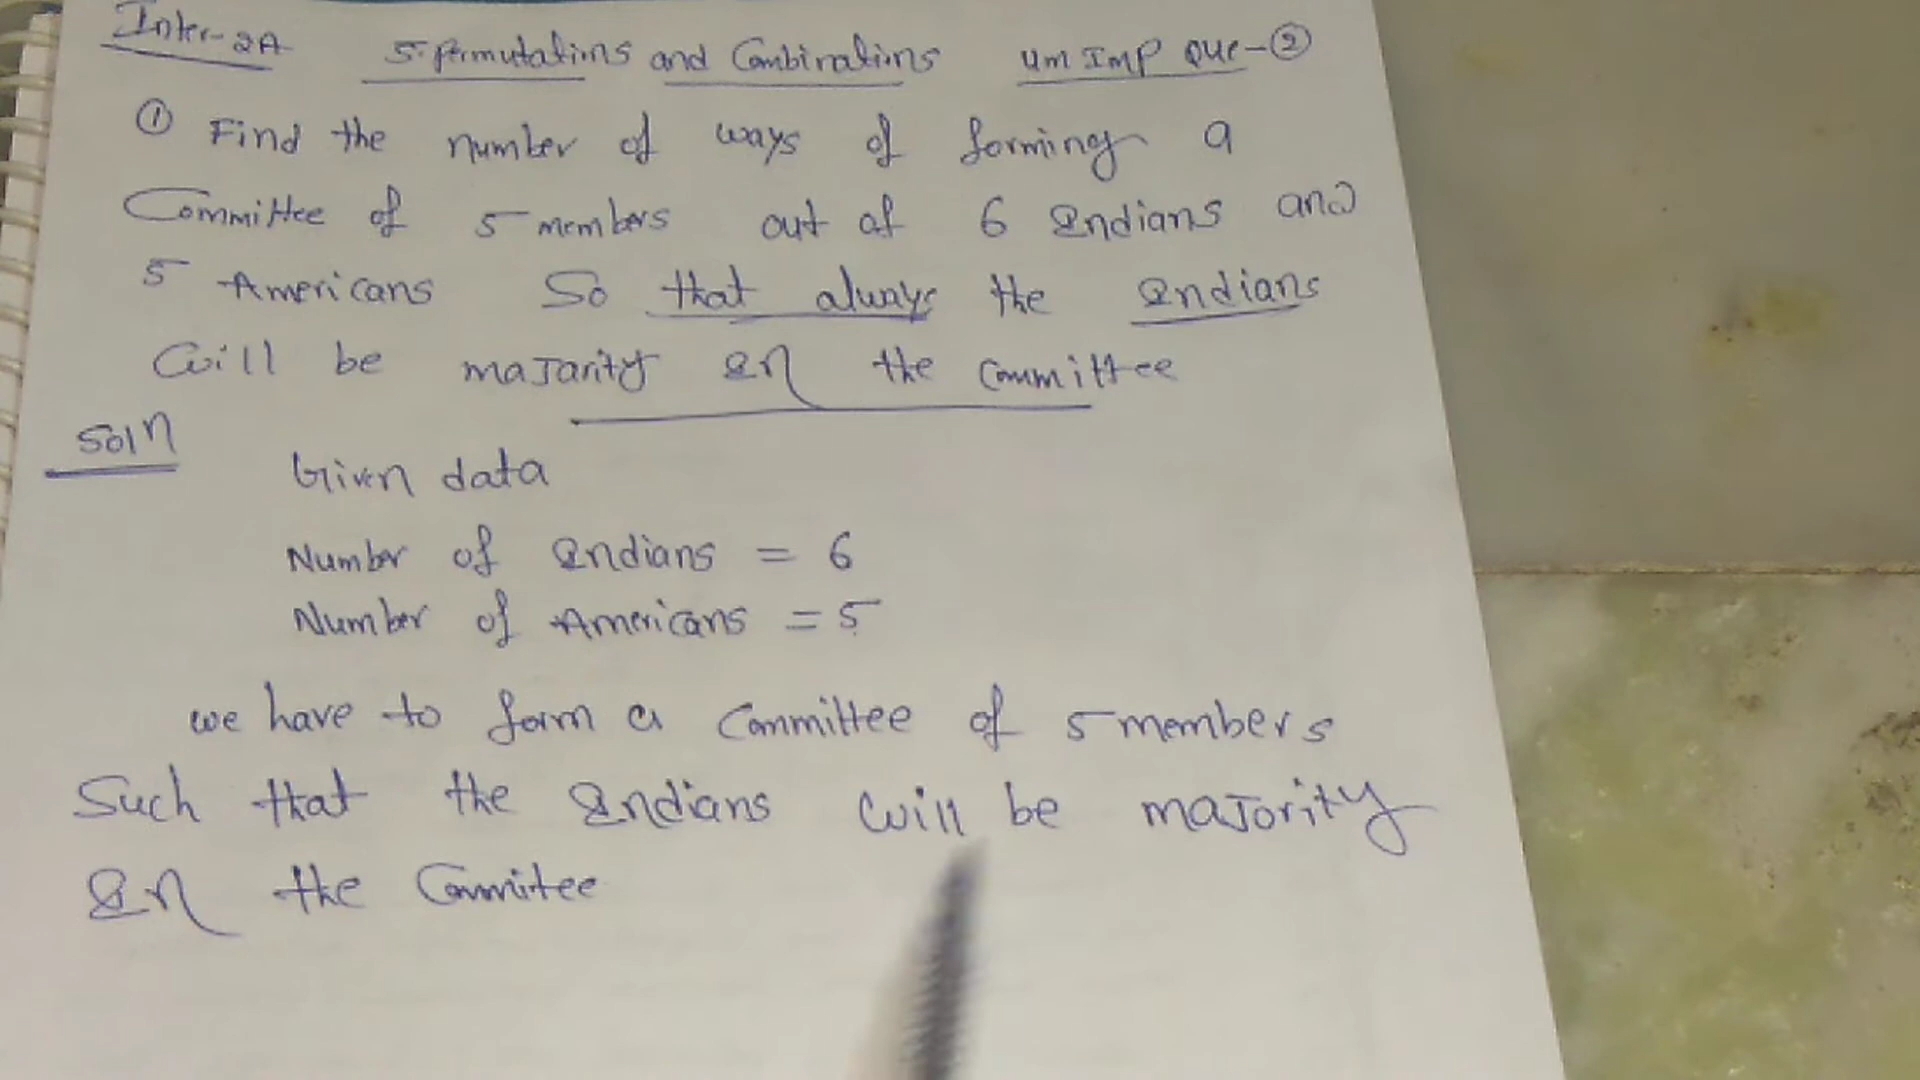 Inter-2A 5. Permutations and Combinations 4m Imp Que-②
① Find the number of ways of forming a
Committee of 5 members out of 6 Indians and
5 Americans So that always the Indians
will be majarity In the committee
Soln
Given data
Number of Indians = 6
Number of Americans = 5
we have to form a committee of 5 members
Such that the Indians will be majority
In the Commitee